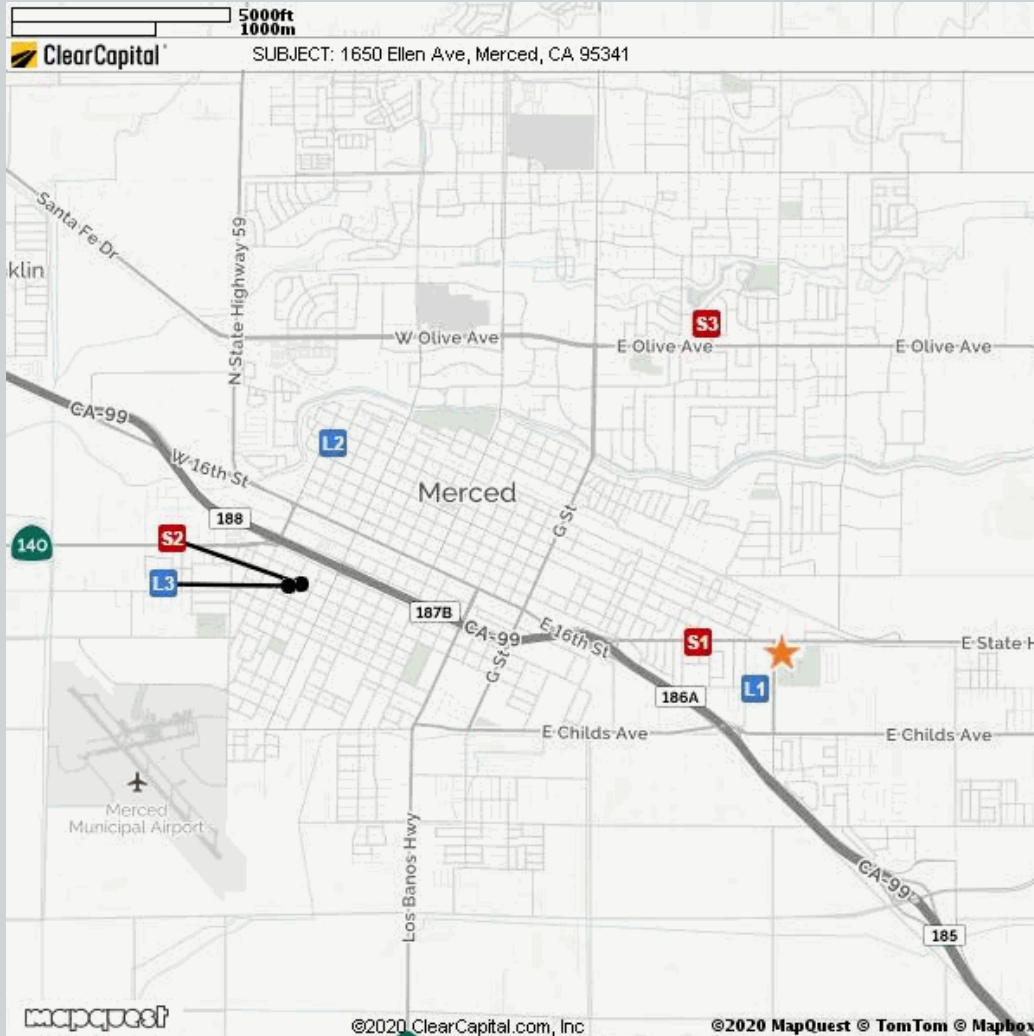 5000ft
1000m
ClearCapital
SUBJECT: 1650 Ellen Ave, Merced, CA 95341
Santa Fe Dr
N State Highway 59
klin
S3
W Olive Ave
E Olive Ave
E Olive Ave
CA-99
W 16th St
L2
Merced
188
G St
S2
140
L3
187B
CA-99
E 16th St
S1
E State H
G St
L1
186A
E Childs Ave
E Childs Ave
Merced
Municipal Airport
Los Banos Hwy
CA-99
185
mapquest
©2020 ClearCapital.com, Inc
©2020 MapQuest © TomTom © Mapbox